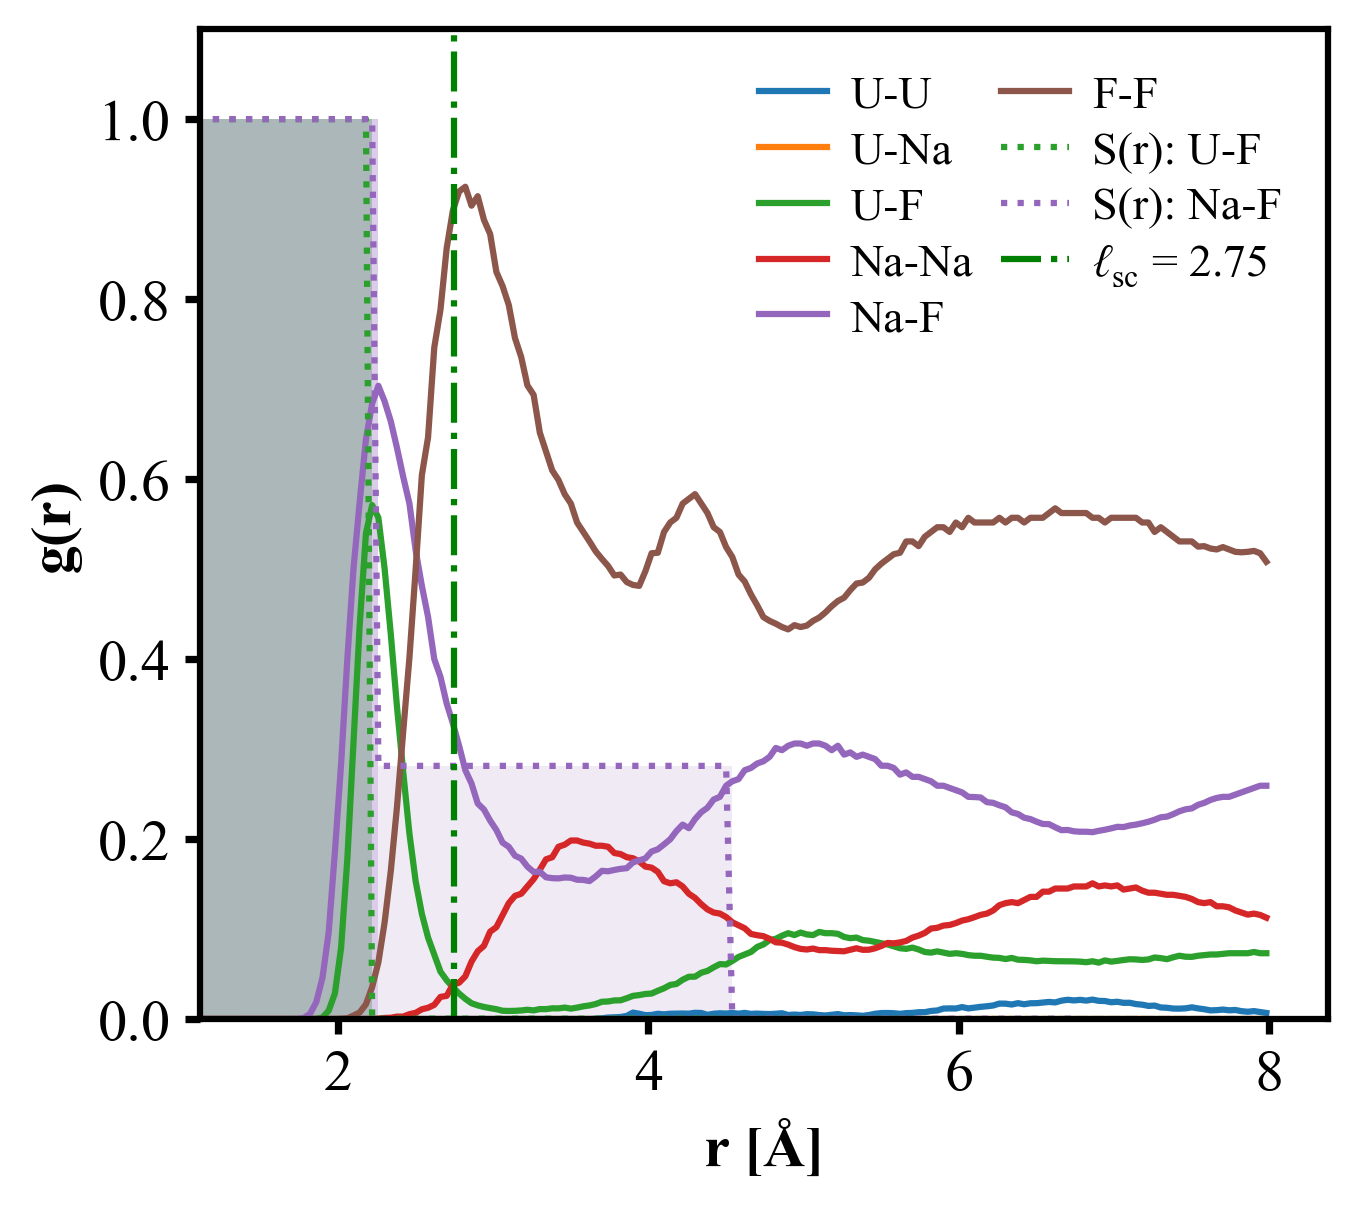 g(r)
1.0
0.8
0.6
0.4
0.2
0.0
U-U
U-Na
U-F
Na-Na
Na-F
F-F
S(r): U-F
S(r): Na-F
ℓsc = 2.75
2 4 6 8
r [Å]